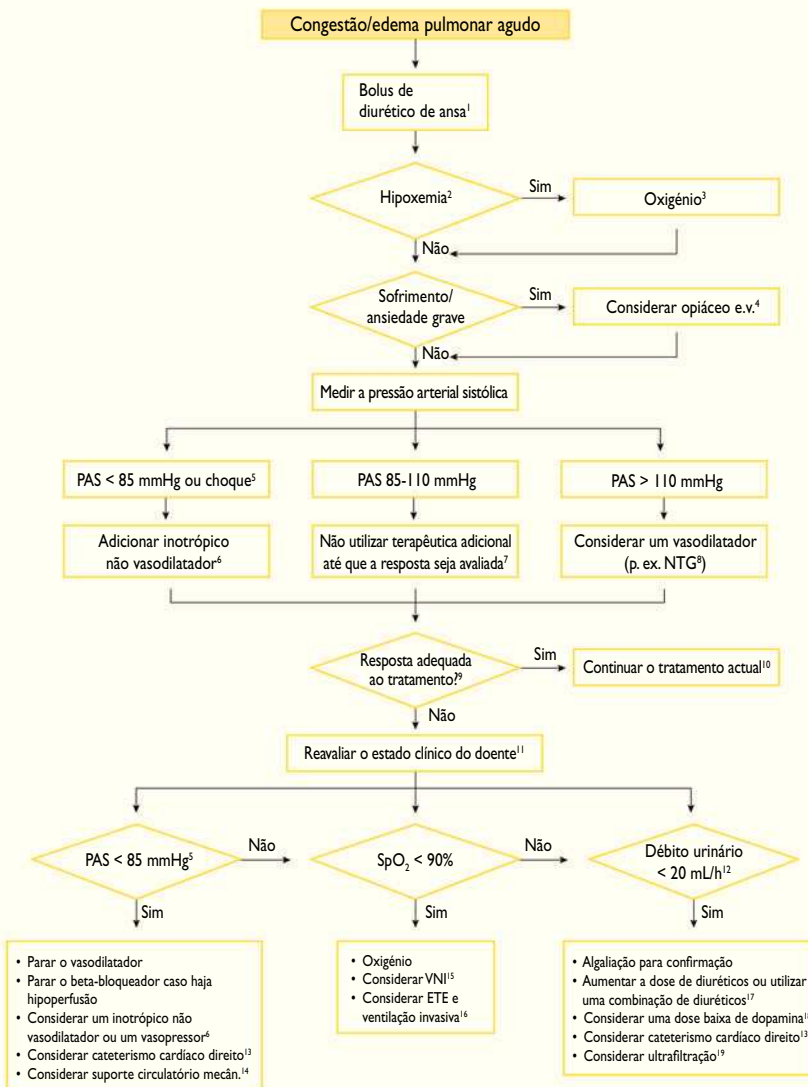 Congestão/edema pulmonar agudo
Bolus de
diurético de ansa¹
Hipoxemia²
Sim
Oxigénio³
Não
Sofrimento/
ansiedade grave
Sim
Considerar opiáceo e.v.⁴
Não
Medir a pressão arterial sistólica
PAS < 85 mmHg ou choque⁵
PAS 85-110 mmHg
PAS > 110 mmHg
Adicionar inotrópico
não vasodilatador⁶
Não utilizar terapêutica adicional
até que a resposta seja avaliada⁷
Considerar um vasodilatador
(p. ex. NTG⁸)
Resposta adequada
ao tratamento?⁹
Sim
Continuar o tratamento actual¹⁰
Não
Reavaliar o estado clínico do doente¹¹
PAS < 85 mmHg⁵
Não
SpO₂ < 90%
Não
Débito urinário
< 20 mL/h¹²
Sim
Sim
Sim
• Parar o vasodilatador
• Parar o beta-bloqueador caso haja
hipoperfusão
• Considerar um inotrópico não
vasodilatador ou um vasopressor⁶
• Considerar cateterismo cardíaco direito¹³
• Considerar suporte circulatório mecân.¹⁴
• Oxigénio
• Considerar VNI¹⁵
• Considerar ETE e
ventilação invasiva¹⁶
• Algaliação para confirmação
• Aumentar a dose de diuréticos ou utilizar
uma combinação de diuréticos¹⁷
• Considerar uma dose baixa de dopamina
• Considerar cateterismo cardíaco direito¹³
• Considerar ultrafiltração¹⁹